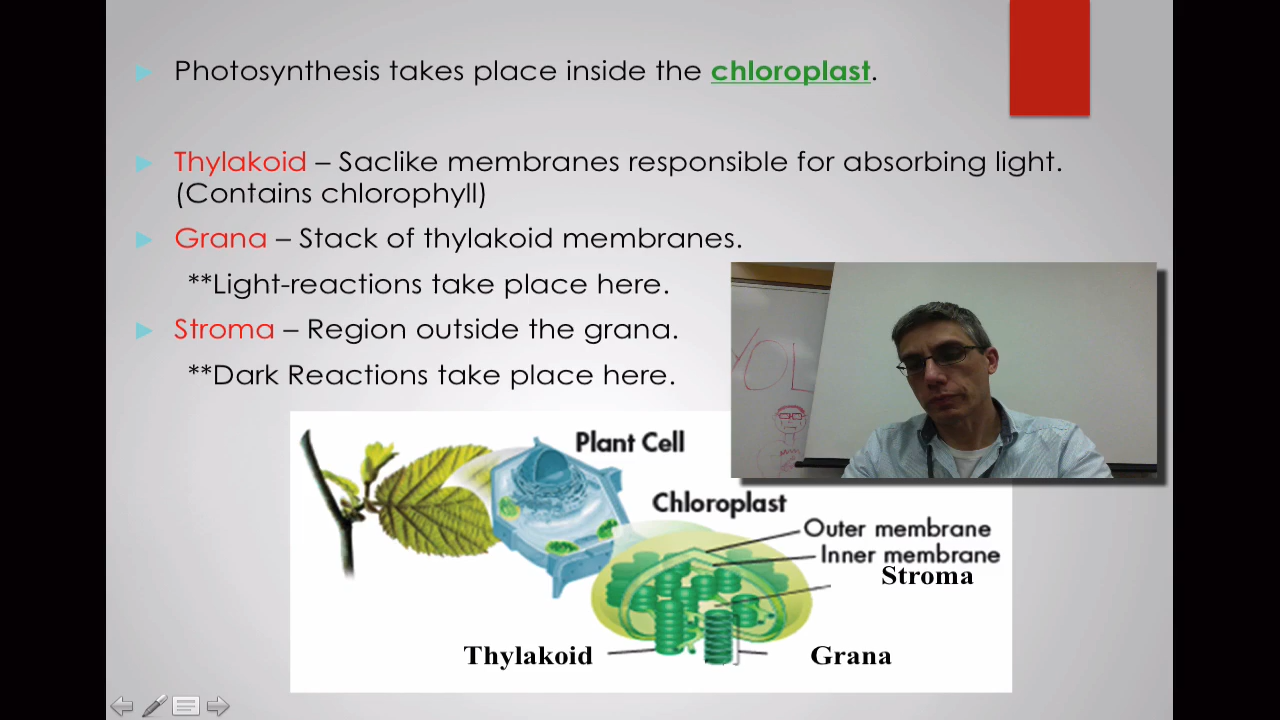 Photosynthesis takes place inside the chloroplast.
Thylakoid – Saclike membranes responsible for absorbing light.
(Contains chlorophyll)
Grana – Stack of thylakoid membranes.
**Light-reactions take place here.
Stroma – Region outside the grana.
**Dark Reactions take place here.
YOL
Plant Cell
Chloroplast
Outer membrane
Inner membrane
Stroma
Thylakoid
Grana